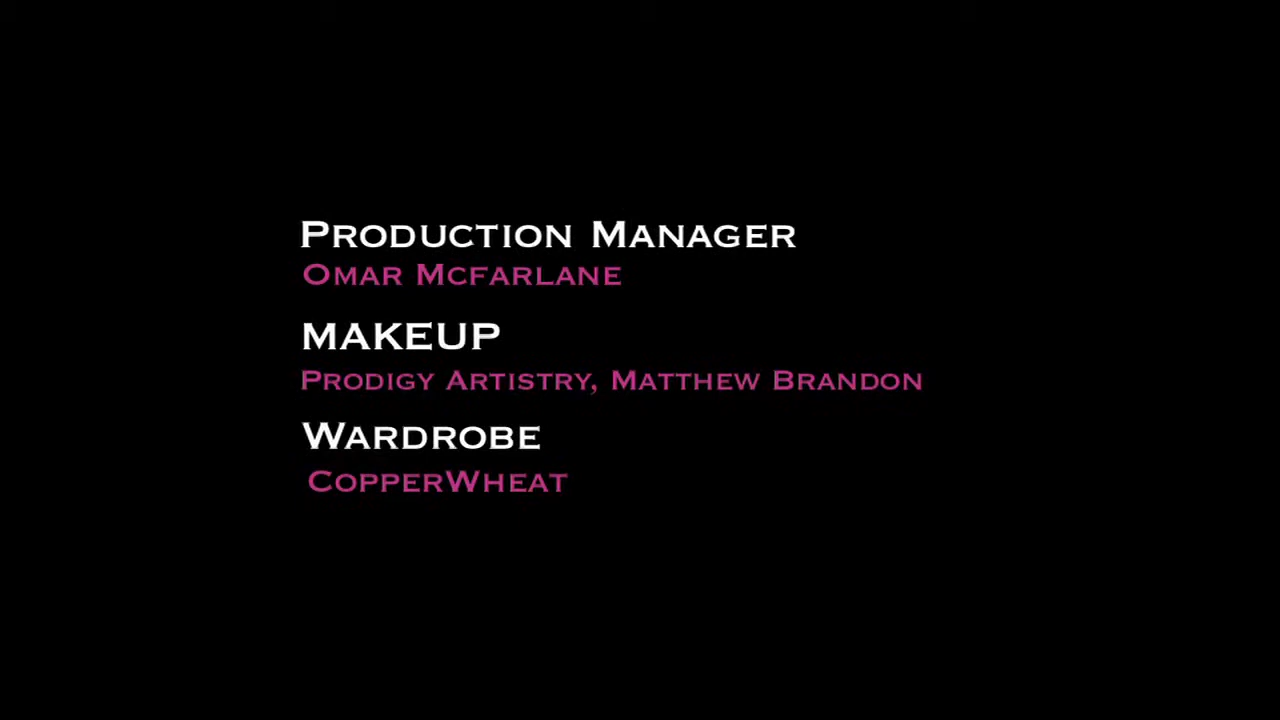 Production Manager
Omar Mcfarlane
MAKEUP
Prodigy Artistry, Matthew Brandon
Wardrobe
CopperWheat